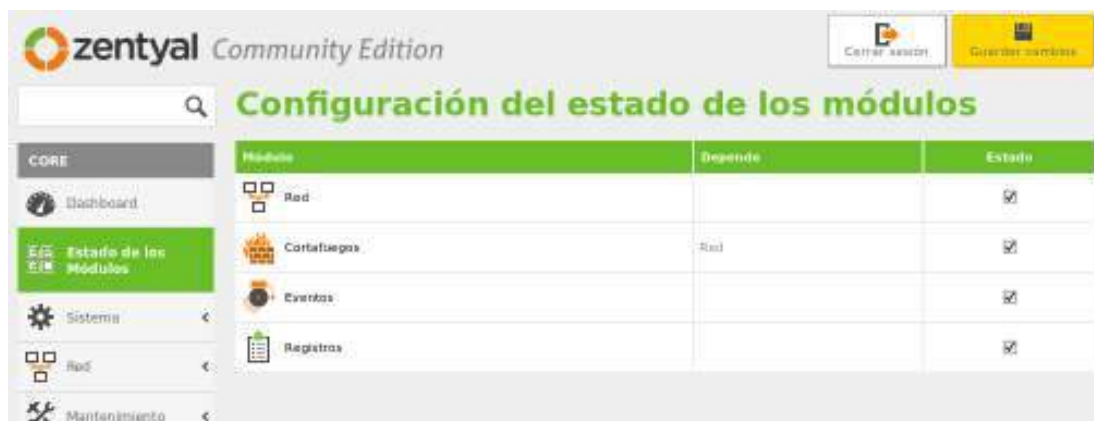 zentyal Community Edition
Cerrar sesión
Guardar cambios
Configuración del estado de los módulos
CORE
Dashboard
Estado de los
Módulos
Sistema
Red
Mantenimiento
Módulo Depende Estado
Red
Cortafuegos Red
Eventos
Registros